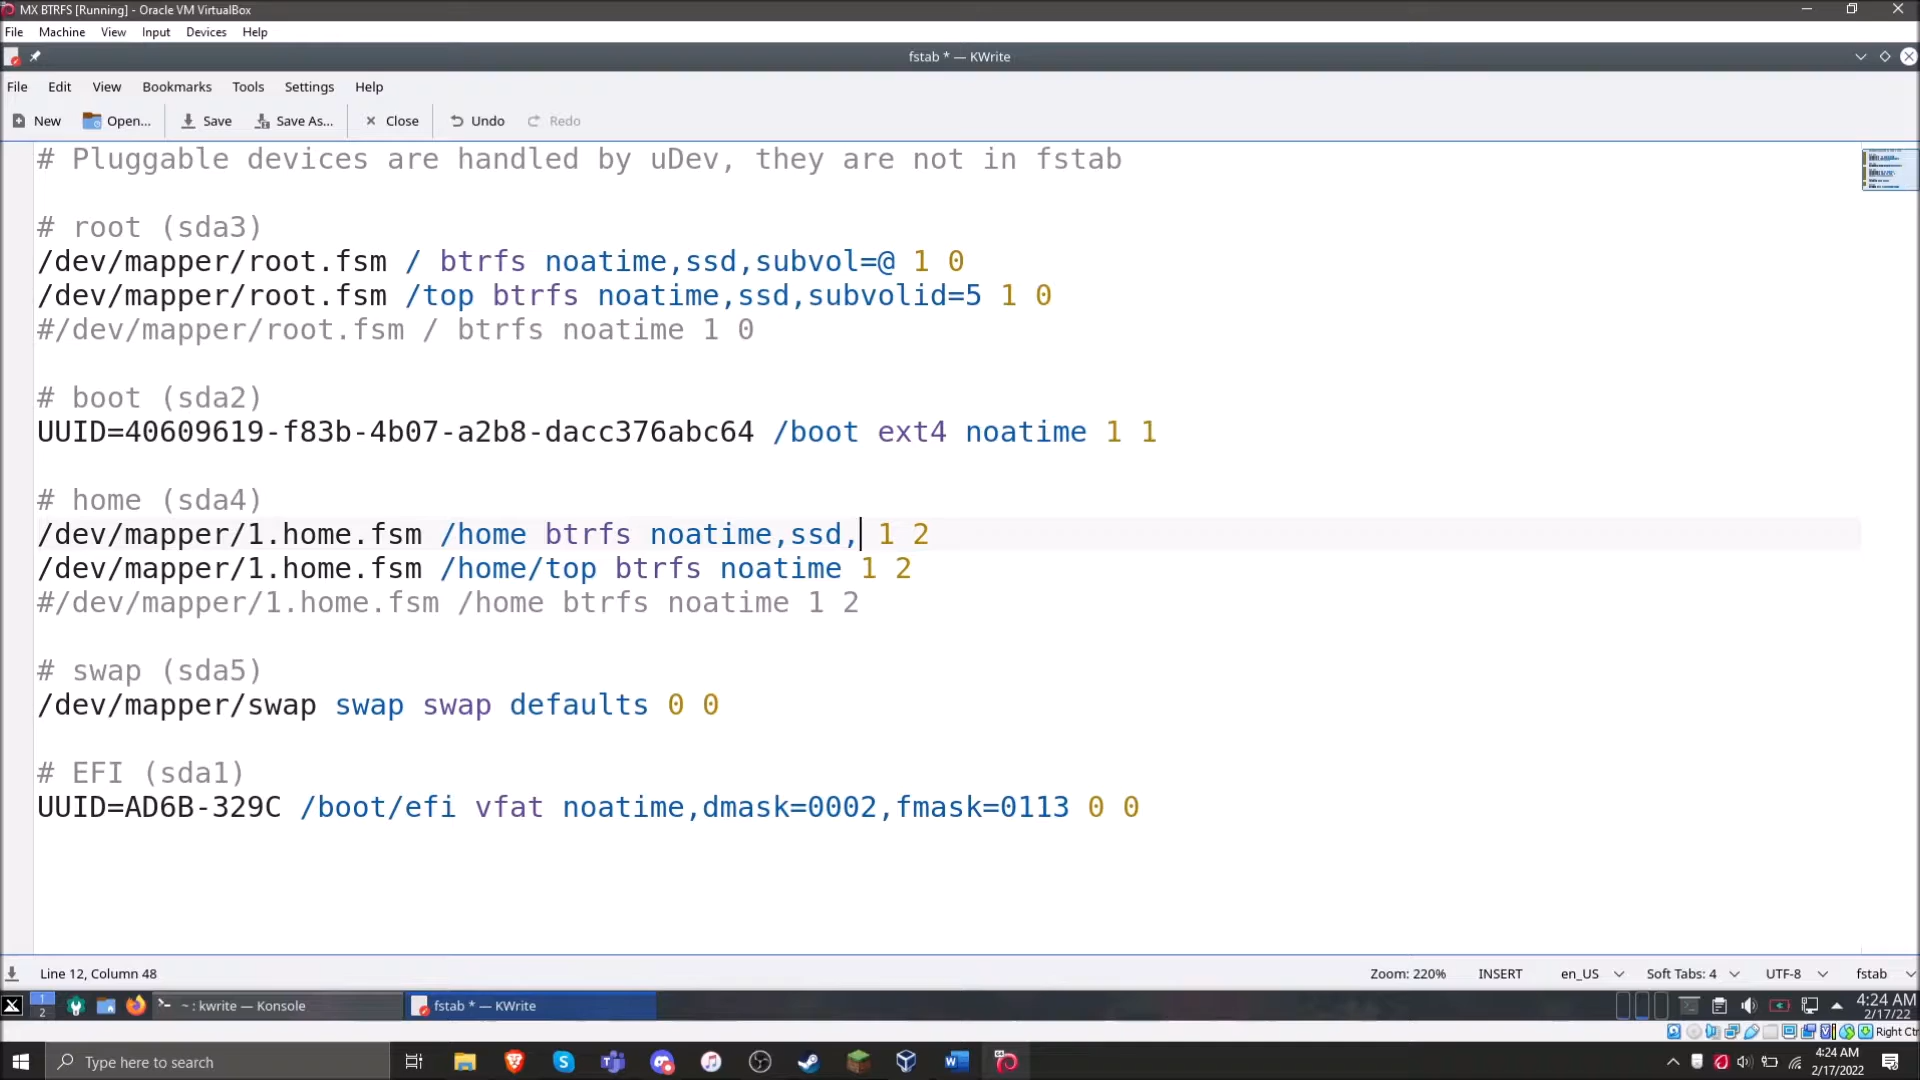 MX BTRFS [Running] - Oracle VM VirtualBox
File Machine View Input Devices Help
fstab * — KWrite
File Edit View Bookmarks Tools Settings Help
New Open... Save Save As... Close Undo Redo
# Pluggable devices are handled by uDev, they are not in fstab
# root (sda3)
/dev/mapper/root.fsm / btrfs noatime,ssd,subvol=@ 1 0
/dev/mapper/root.fsm /top btrfs noatime,ssd,subvolid=5 1 0
#/dev/mapper/root.fsm / btrfs noatime 1 0
# boot (sda2)
UUID=40609619-f83b-4b07-a2b8-dacc376abc64 /boot ext4 noatime 1 1
# home (sda4)
/dev/mapper/1.home.fsm /home btrfs noatime,ssd, 1 2
/dev/mapper/1.home.fsm /home/top btrfs noatime 1 2
#/dev/mapper/1.home.fsm /home btrfs noatime 1 2
# swap (sda5)
/dev/mapper/swap swap swap defaults 0 0
# EFI (sda1)
UUID=AD6B-329C /boot/efi vfat noatime,dmask=0002,fmask=0113 0 0
Line 12, Column 48 Zoom: 220% INSERT en_US Soft Tabs: 4 UTF-8 fstab
1
2
~ : kwrite — Konsole
fstab * — KWrite
4:24 AM
2/17/22
Right Ctrl
Type here to search
4:24 AM
2/17/2022